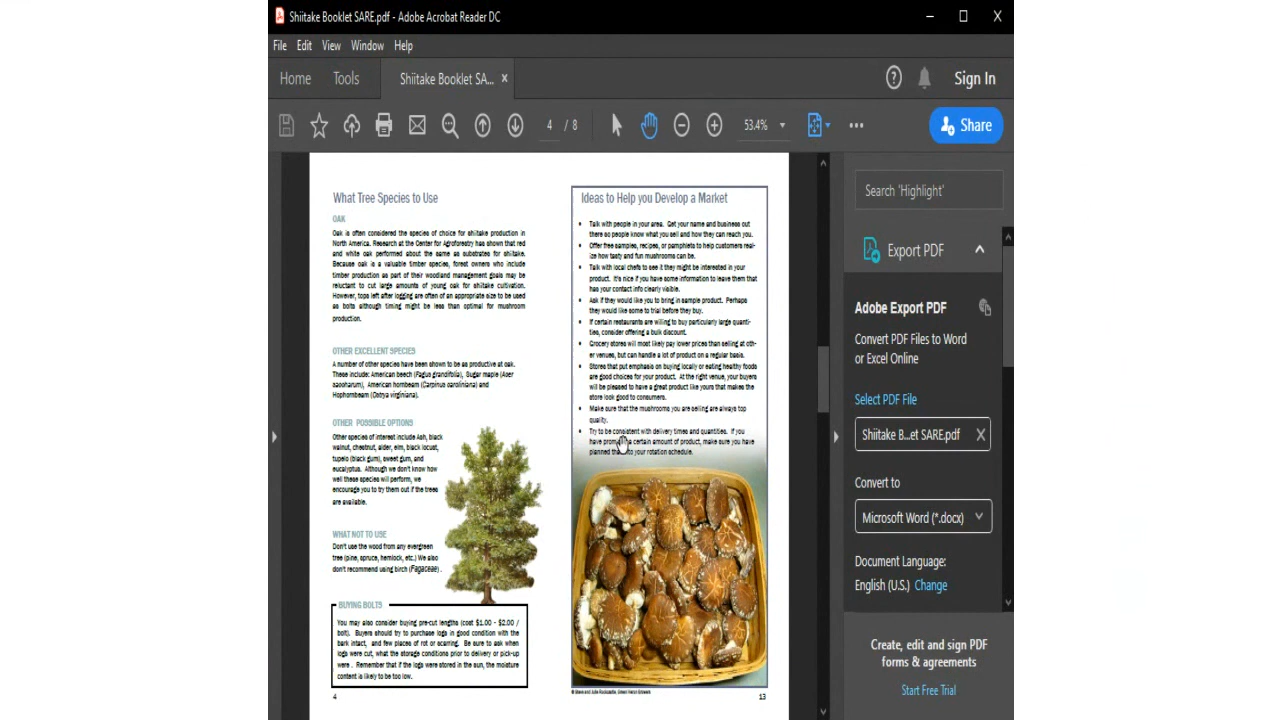 Shiitake Booklet SARE.pdf - Adobe Acrobat Reader DC
File Edit View Window Help
Home Tools Shiitake Booklet SA... × Sign In
4 / 8 53.4% Share
What Tree Species to Use
OAK
Oak is often considered the species of choice for shiitake production in
North America. Research at the Center for Agroforestry has shown that red
and white oak performed about the same as substrates for shiitake.
Because oak is a valuable timber species, forest owners who include
timber production as part of their woodland management goals may be
reluctant to cut large amounts of young oak for shiitake cultivation.
However, tops left after logging are often of an appropriate size to be used
as bolts although timing might be less than optimal for mushroom
production.
OTHER EXCELLENT SPECIES
A number of other species have been shown to be as productive at oak.
These include: American beech (Fagus grandifolia), Sugar maple (Acer
saccharum), American hornbeam (Carpinus caroliniana) and
Hophornbeam (Ostrya virginiana).
OTHER POSSIBLE OPTIONS
Other species of interest include Ash, black
walnut, chestnut, alder, elm, black locust,
tupelo (black gum), sweet gum, and
eucalyptus. Although we don't know how
well these species will perform, we
encourage you to try them out if the trees
are available.
WHAT NOT TO USE
Don't use the wood from any evergreen
tree (pine, spruce, hemlock, etc.) We also
don't recommend using birch (Fagaceae) .
BUYING BOLTS
You may also consider buying pre-cut lengths (cost $1.00 - $2.00 /
bolt). Buyers should try to purchase logs in good condition with the
bark intact, and few places of rot or scarring. Be sure to ask when
logs were cut, what the storage conditions prior to delivery or pick-up
were . Remember that if the logs were stored in the sun, the moisture
content is likely to be too low.
4
Ideas to Help you Develop a Market
• Talk with people in your area. Get your name and business out
there so people know what you sell and how they can reach you.
• Offer free samples, recipes, or pamphlets to help customers real-
ize how tasty and fun mushrooms can be.
• Talk with local chefs to see it they might be interested in your
product. It's nice if you have some information to leave them that
has your contact info clearly visible.
• Ask if they would like you to bring in sample product. Perhaps
they would like some to trial before they buy.
• If certain restaurants are willing to buy particularly large quanti-
ties, consider offering a bulk discount.
• Grocery stores will most likely pay lower prices than selling at oth-
er venues, but can handle a lot of product on a regular basis.
• Stores that put emphasis on buying locally or eating healthy foods
are good choices for your product. At the right venue, your buyers
will be pleased to have a great product like yours that makes the
store look good to consumers.
• Make sure that the mushrooms you are selling are always top
quality.
• Try to be consistent with delivery times and quantities. If you
have a certain amount of product, make sure you have
planned to your rotation schedule.
© Steve and Julie Rockcastle, Green Heron Growers
13
Search 'Highlight'
Export PDF
Adobe Export PDF
Convert PDF Files to Word
or Excel Online
Select PDF File
Shiitake B...et SARE.pdf ×
Convert to
Microsoft Word (*.docx)
Document Language:
English (U.S.) Change
Create, edit and sign PDF
forms & agreements
Start Free Trial